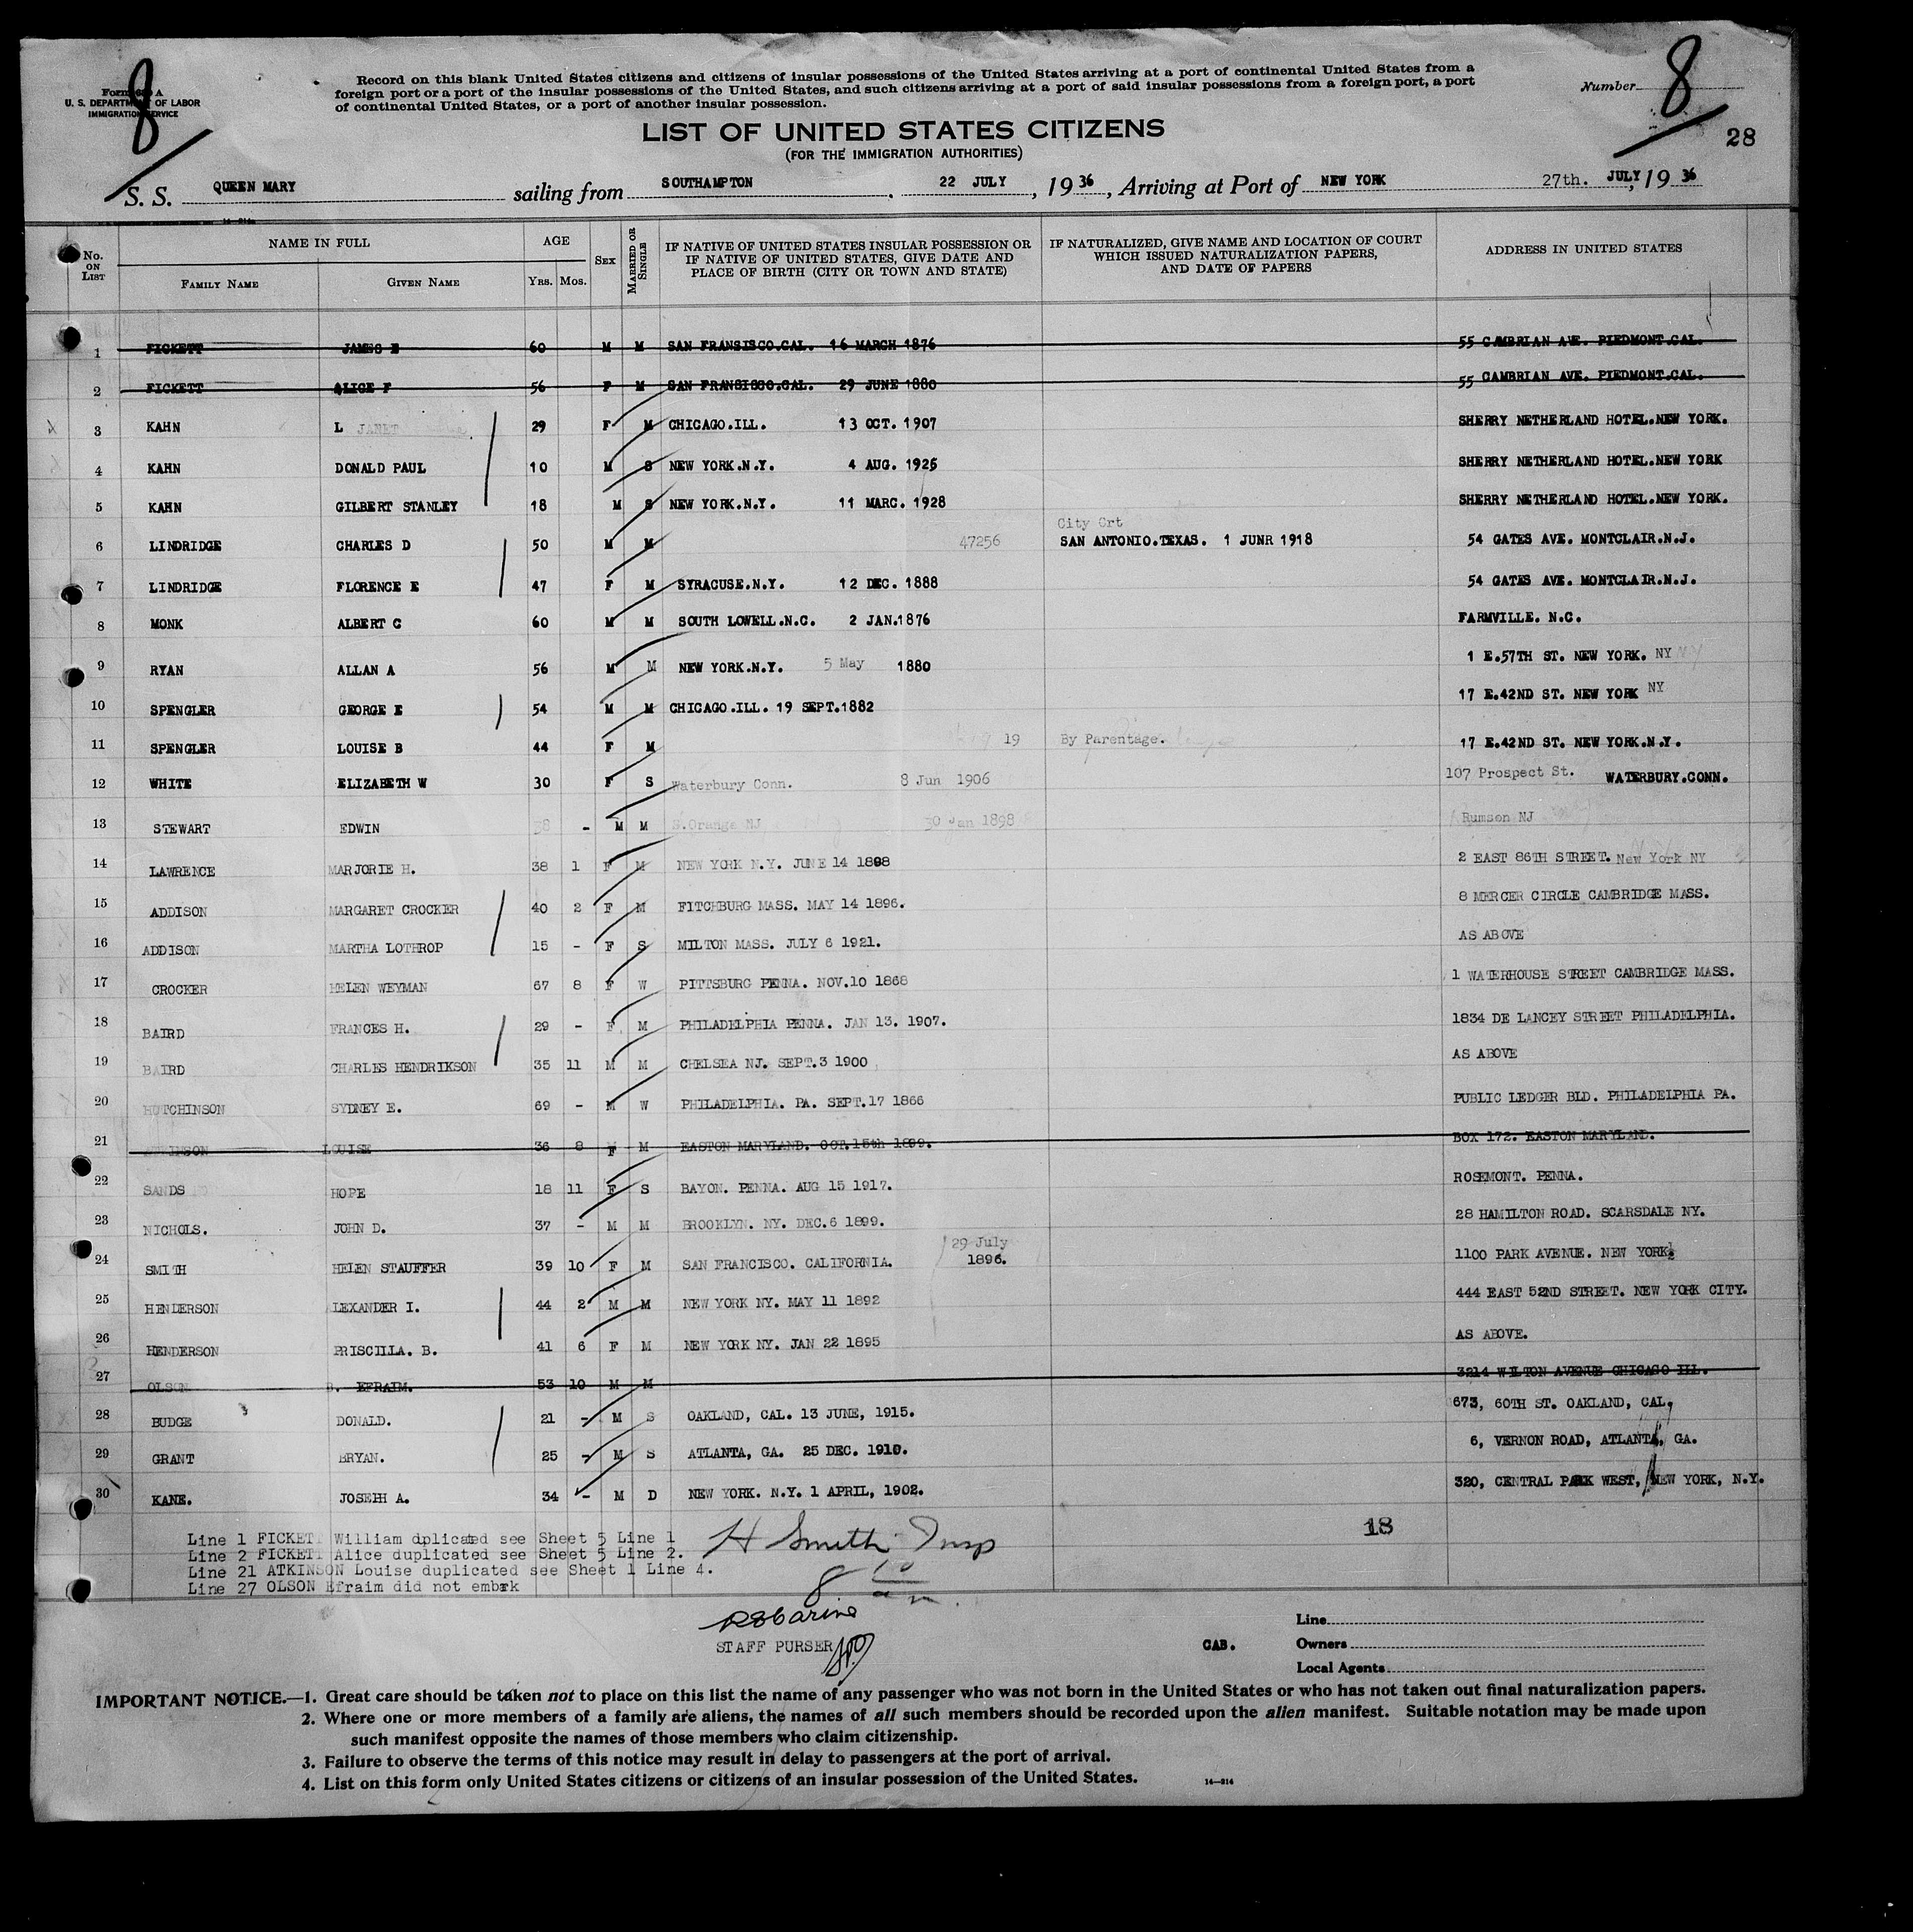 8
8
Form 630 A
U. S. DEPARTMENT OF LABOR
IMMIGRATION SERVICE
Record on this blank United States citizens and citizens of insular possessions of the United States arriving at a port of continental United States from a
foreign port or a port of the insular possessions of the United States, and such citizens arriving at a port of said insular possessions from a foreign port, a port
of continental United States, or a port of another insular possession.
Number
28
LIST OF UNITED STATES CITIZENS
(FOR THE IMMIGRATION AUTHORITIES)
S. S. QUEEN MARY sailing from SOUTHAMPTON, 22 JULY, 19 36, Arriving at Port of NEW YORK 27th. JULY, 19 36
14-214
No. ON LIST NAME IN FULL AGE SEX MARRIED OR SINGLE IF NATIVE OF UNITED STATES INSULAR POSSESSION OR IF NATIVE OF UNITED STATES, GIVE DATE AND PLACE OF BIRTH (CITY OR TOWN AND STATE) IF NATURALIZED, GIVE NAME AND LOCATION OF COURT WHICH ISSUED NATURALIZATION PAPERS, AND DATE OF PAPERS ADDRESS IN UNITED STATES
FAMILY NAME GIVEN NAME YRS. MOS.
1 FICKETT JAMES E 60 M M SAN FRANSISCO.CAL. 16 MARCH 1876 55 CAMBRIAN AVE. PIEDMONT.CAL.
2 FICKETT ALICE F 56 F M SAN FRANSISCO.CAL. 29 JUNE 1880 55 CAMBRIAN AVE. PIEDMONT.CAL.
3 KAHN L JANET 29 F M CHICAGO.ILL. 13 OCT. 1907 SHERRY NETHERLAND HOTEL.NEW YORK.
4 KAHN DONALD PAUL 10 M S NEW YORK.N.Y. 4 AUG. 1925 SHERRY NETHERLAND HOTEL.NEW YORK
5 KAHN GILBERT STANLEY 18 M S NEW YORK.N.Y. 11 MARC. 1928 SHERRY NETHERLAND HOTEL.NEW YORK.
City Crt
6 LINDRIDGE CHARLES D 50 M M 47256 SAN ANTONIO.TEXAS. 1 JUNR 1918 54 GATES AVE. MONTCLAIR.N.J.
7 LINDRIDGE FLORENCE E 47 F M SYRACUSE.N.Y. 12 DEC. 1888 54 GATES AVE. MONTCLAIR.N.J.
8 MONK ALBERT C 60 M M SOUTH LOWELL.N.C. 2 JAN.1876 FARMVILLE. N.C.
9 RYAN ALLAN A 56 M M NEW YORK.N.Y. 5 May 1880 1 E.57TH ST. NEW YORK. NY
10 SPENGLER GEORGE E 54 M M CHICAGO.ILL. 19 SEPT.1882 17 E.42ND ST. NEW YORK NY
11 SPENGLER LOUISE B 44 F M 19 By Parentage. 17 E.42ND ST. NEW YORK.N.Y.
12 WHITE ELIZABETH W 30 F S Waterbury Conn. 8 Jun 1906 107 Prospect St. WATERBURY.CONN.
13 STEWART EDWIN 38 - M M S.Orange NJ 30 Jan 1898 Rumson NJ
14 LAWRENCE MARJORIE H. 38 1 F M NEW YORK N.Y. JUNE 14 1898 2 EAST 86TH STREET. New York NY
15 ADDISON MARGARET CROCKER 40 2 F M FITCHBURG MASS. MAY 14 1896. 8 MERCER CIRCLE CAMBRIDGE MASS.
16 ADDISON MARTHA LOTHROP 15 - F S MILTON MASS. JULY 6 1921. AS ABOVE
17 CROCKER HELEN WEYMAN 67 8 F W PITTSBURG PENNA. NOV.10 1868 1 WATERHOUSE STREET CAMBRIDGE MASS.
18 BAIRD FRANCES H. 29 - F M PHILADELPHIA PENNA. JAN 13. 1907. 1834 DE LANCEY STREET PHILADELPHIA.
19 BAIRD CHARLES HENDRIKSON 35 11 M M CHELSEA NJ. SEPT.3 1900 AS ABOVE
20 HUTCHINSON SYDNEY E. 69 - M W PHILADELPHIA. PA. SEPT.17 1866 PUBLIC LEDGER BLD. PHILADELPHIA PA.
21 ATKINSON LOUISE 36 8 F M EASTON MARYLAND. OCT.15th 1899. BOX 172. EASTON MARYLAND.
22 SANDS HOPE 18 11 F S BAYON. PENNA. AUG 15 1917. ROSEMONT. PENNA.
23 NICHOLS. JOHN D. 37 - M M BROOKLYN. NY. DEC.6 1899. 28 HAMILTON ROAD. SCARSDALE NY.
29 July
24 SMITH HELEN STAUFFER 39 10 F M SAN FRANCISCO. CALIFORNIA. 1896. 1100 PARK AVENUE. NEW YORK
25 HENDERSON ALEXANDER I. 44 2 M M NEW YORK NY. MAY 11 1892 444 EAST 52ND STREET. NEW YORK CITY.
26 HENDERSON PRISCILLA. B. 41 6 F M NEW YORK NY. JAN 22 1895 AS ABOVE.
27 OLSON B. EFRAIM. 53 10 M M 3214 WILTON AVENUE CHICAGO ILL.
28 BUDGE DONALD. 21 - M S OAKLAND, CAL. 13 JUNE, 1915. 673, 60TH ST. OAKLAND, CAL.
29 GRANT BRYAN. 25 - M S ATLANTA, GA. 25 DEC. 1910. 6, VERNON ROAD, ATLANTA, GA.
30 KANE. JOSEPH A. 34 - M D NEW YORK. N.Y. 1 APRIL, 1902. 320, CENTRAL PARK WEST, NEW YORK, N.Y.
Line 1 FICKETT William dplicated see Sheet 5 Line 1
Line 2 FICKETT Alice duplicated see Sheet 5 Line 2.
Line 21 ATKINSON Louise duplicated see Sheet 1 Line 4.
Line 27 OLSON Efraim did not embark
H Smith Insp
18
8
STAFF PURSER
CAB.
Line
Owners
Local Agents
IMPORTANT NOTICE.—1. Great care should be taken not to place on this list the name of any passenger who was not born in the United States or who has not taken out final naturalization papers.
2. Where one or more members of a family are aliens, the names of all such members should be recorded upon the alien manifest. Suitable notation may be made upon
such manifest opposite the names of those members who claim citizenship.
3. Failure to observe the terms of this notice may result in delay to passengers at the port of arrival.
4. List on this form only United States citizens or citizens of an insular possession of the United States.
14—214